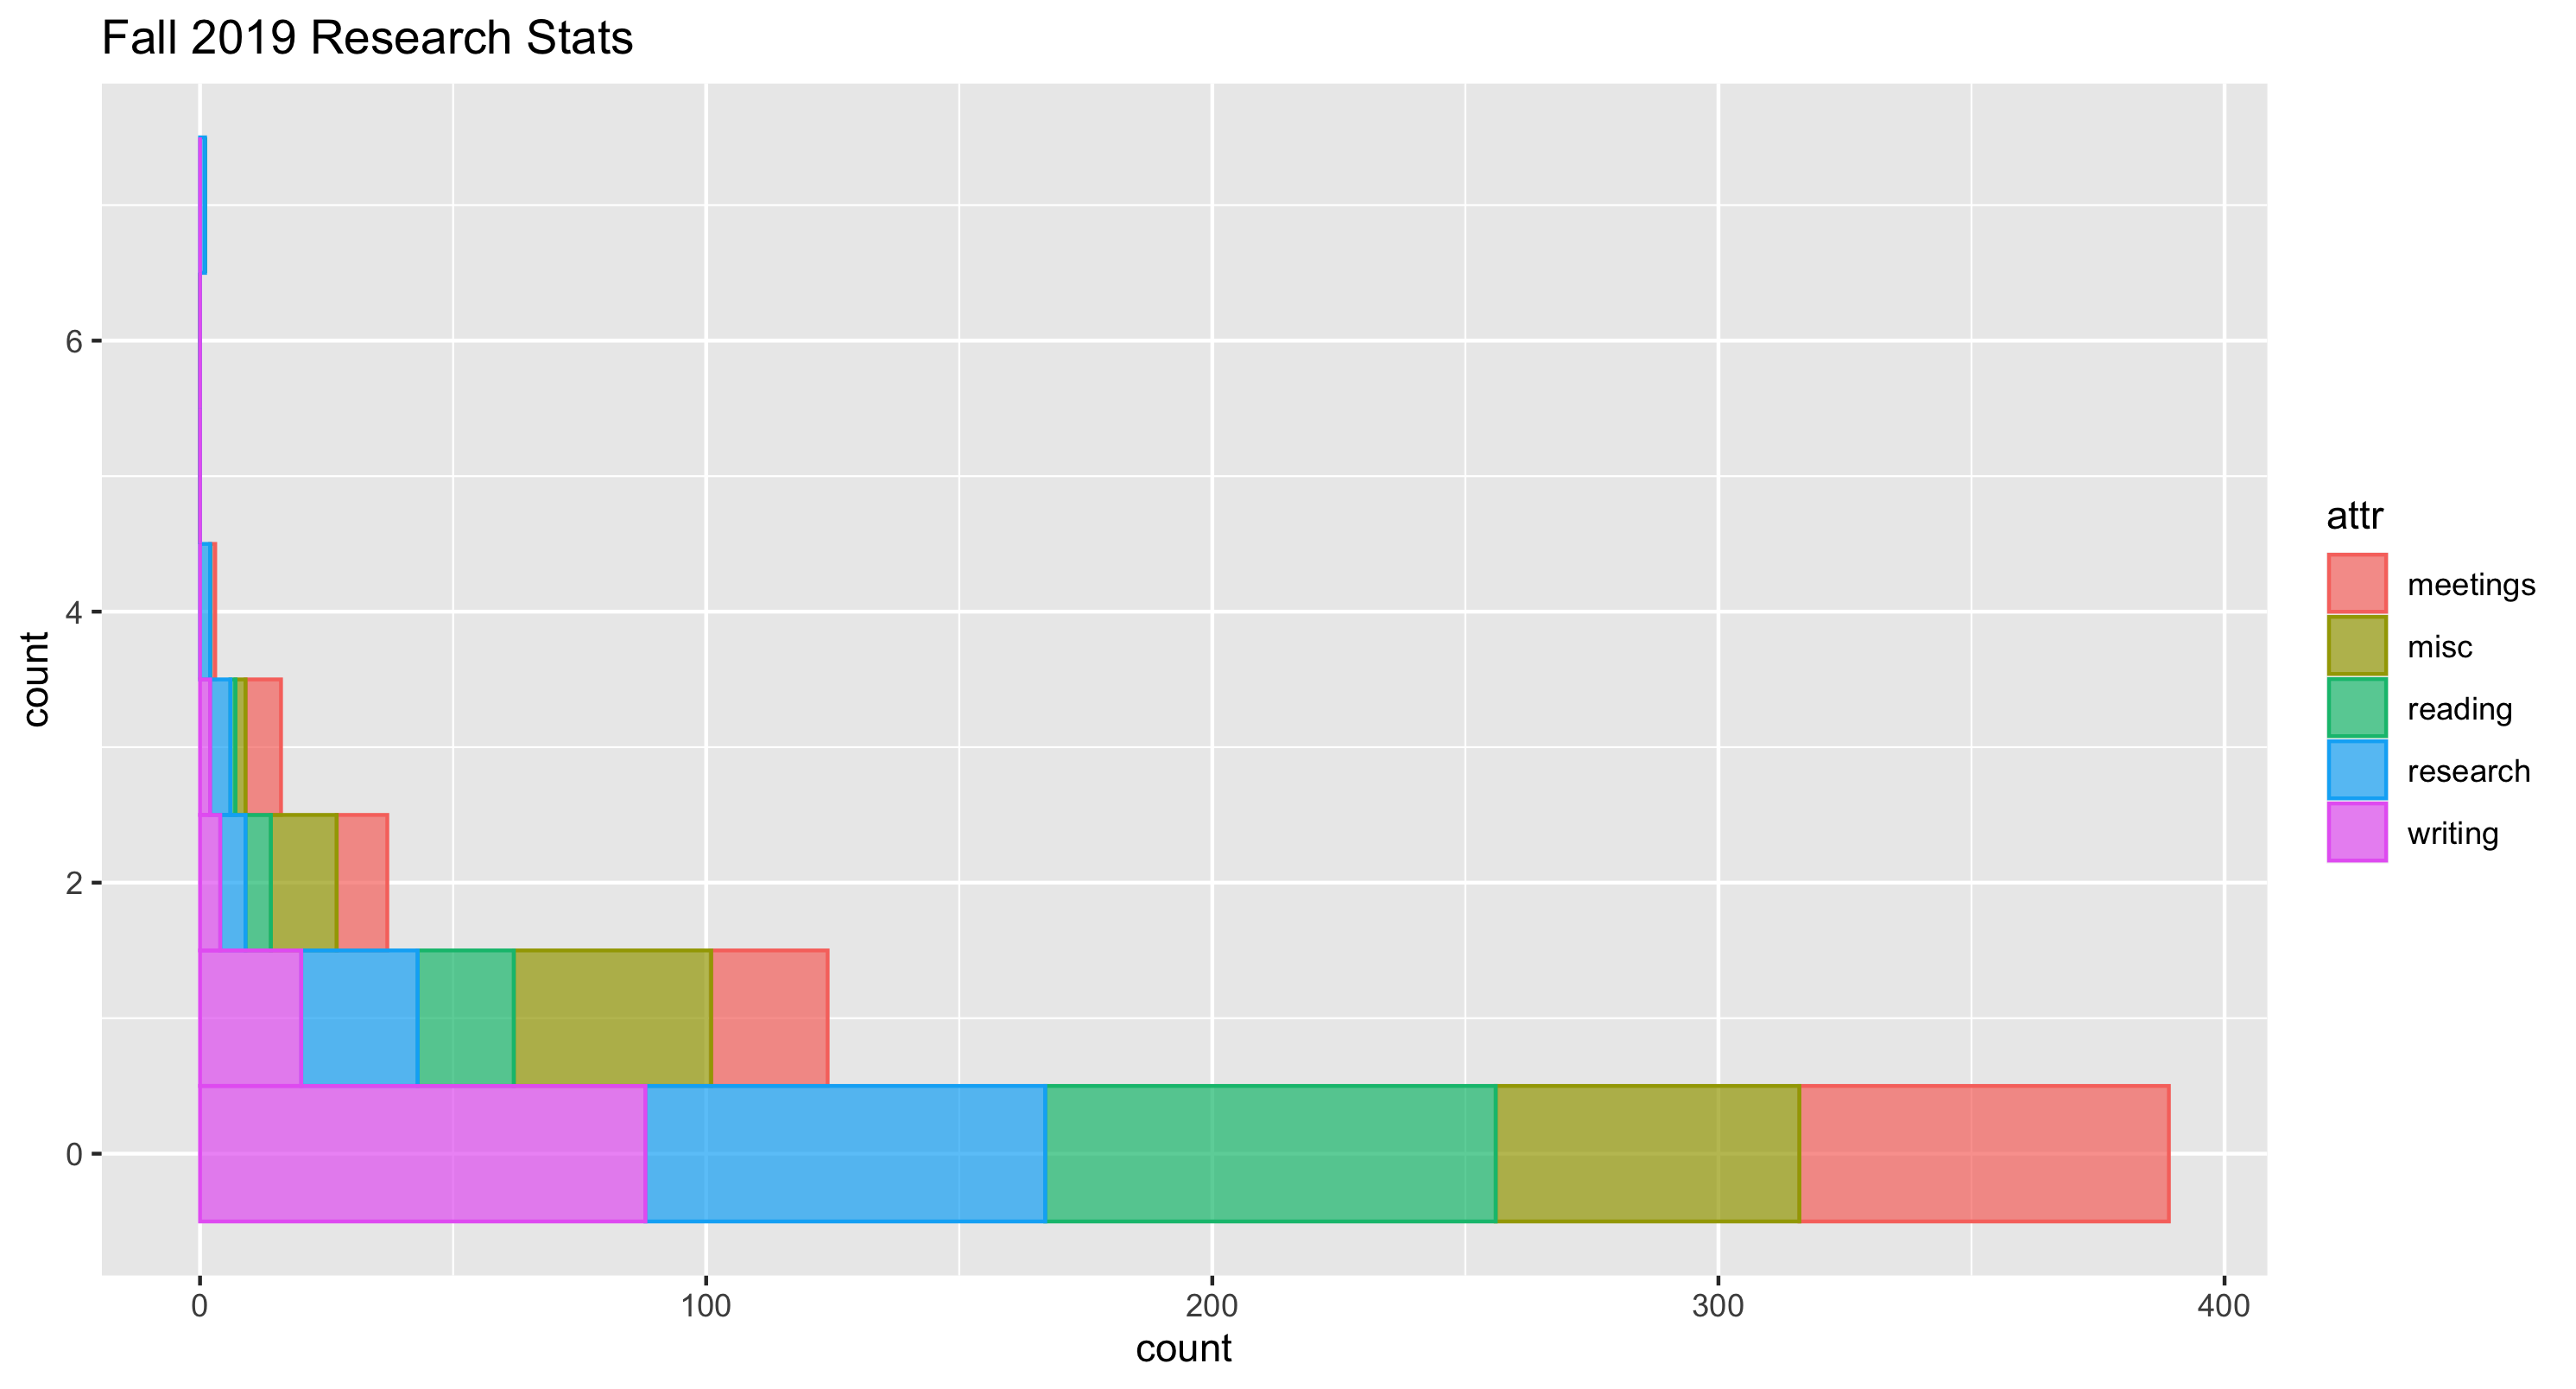 Fall 2019 Research Stats
count
6
4
2
0
0 100 200 300 400
count
attr
meetings
misc
reading
research
writing